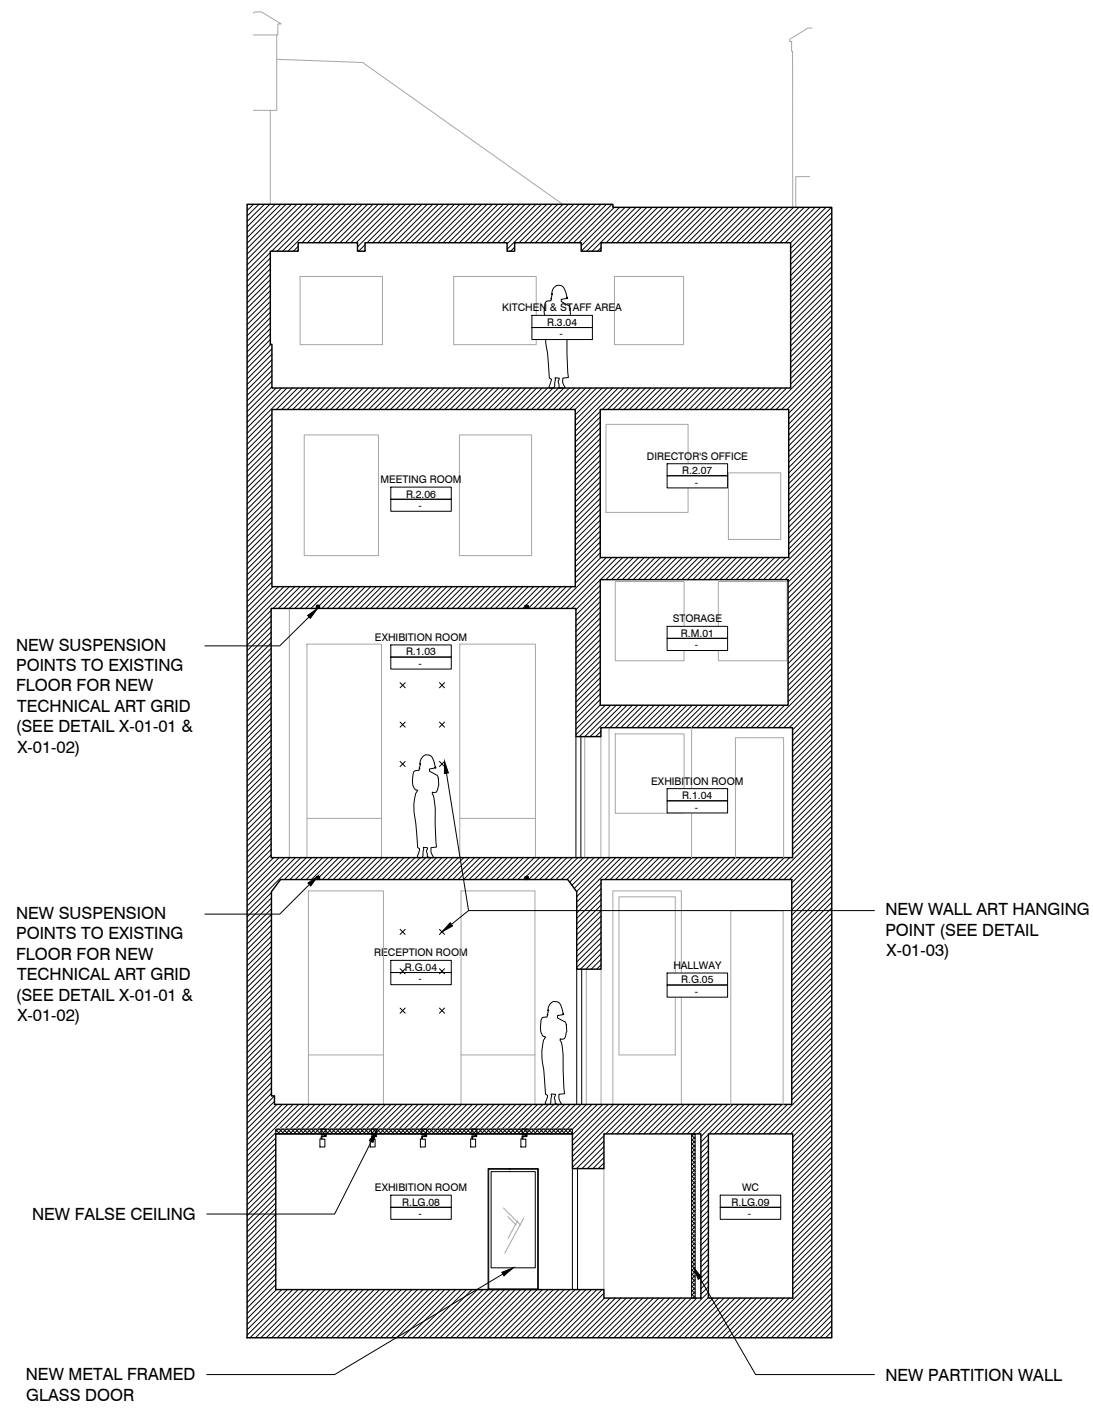 KITCHEN & STAFF AREA
R.3.04
-
DIRECTOR'S OFFICE
R.2.07
-
MEETING ROOM
R.2.06
-
STORAGE
R.M.01
-
EXHIBITION ROOM
R.1.03
-
NEW SUSPENSION
POINTS TO EXISTING
FLOOR FOR NEW
TECHNICAL ART GRID
(SEE DETAIL X-01-01 &
X-01-02)
EXHIBITION ROOM
R.1.04
-
NEW SUSPENSION
POINTS TO EXISTING
FLOOR FOR NEW
TECHNICAL ART GRID
(SEE DETAIL X-01-01 &
X-01-02)
NEW WALL ART HANGING
POINT (SEE DETAIL
X-01-03)
RECEPTION ROOM
R.G.04
-
HALLWAY
R.G.05
-
EXHIBITION ROOM
R.LG.08
-
WC
R.LG.09
-
NEW FALSE CEILING
NEW METAL FRAMED
GLASS DOOR
NEW PARTITION WALL